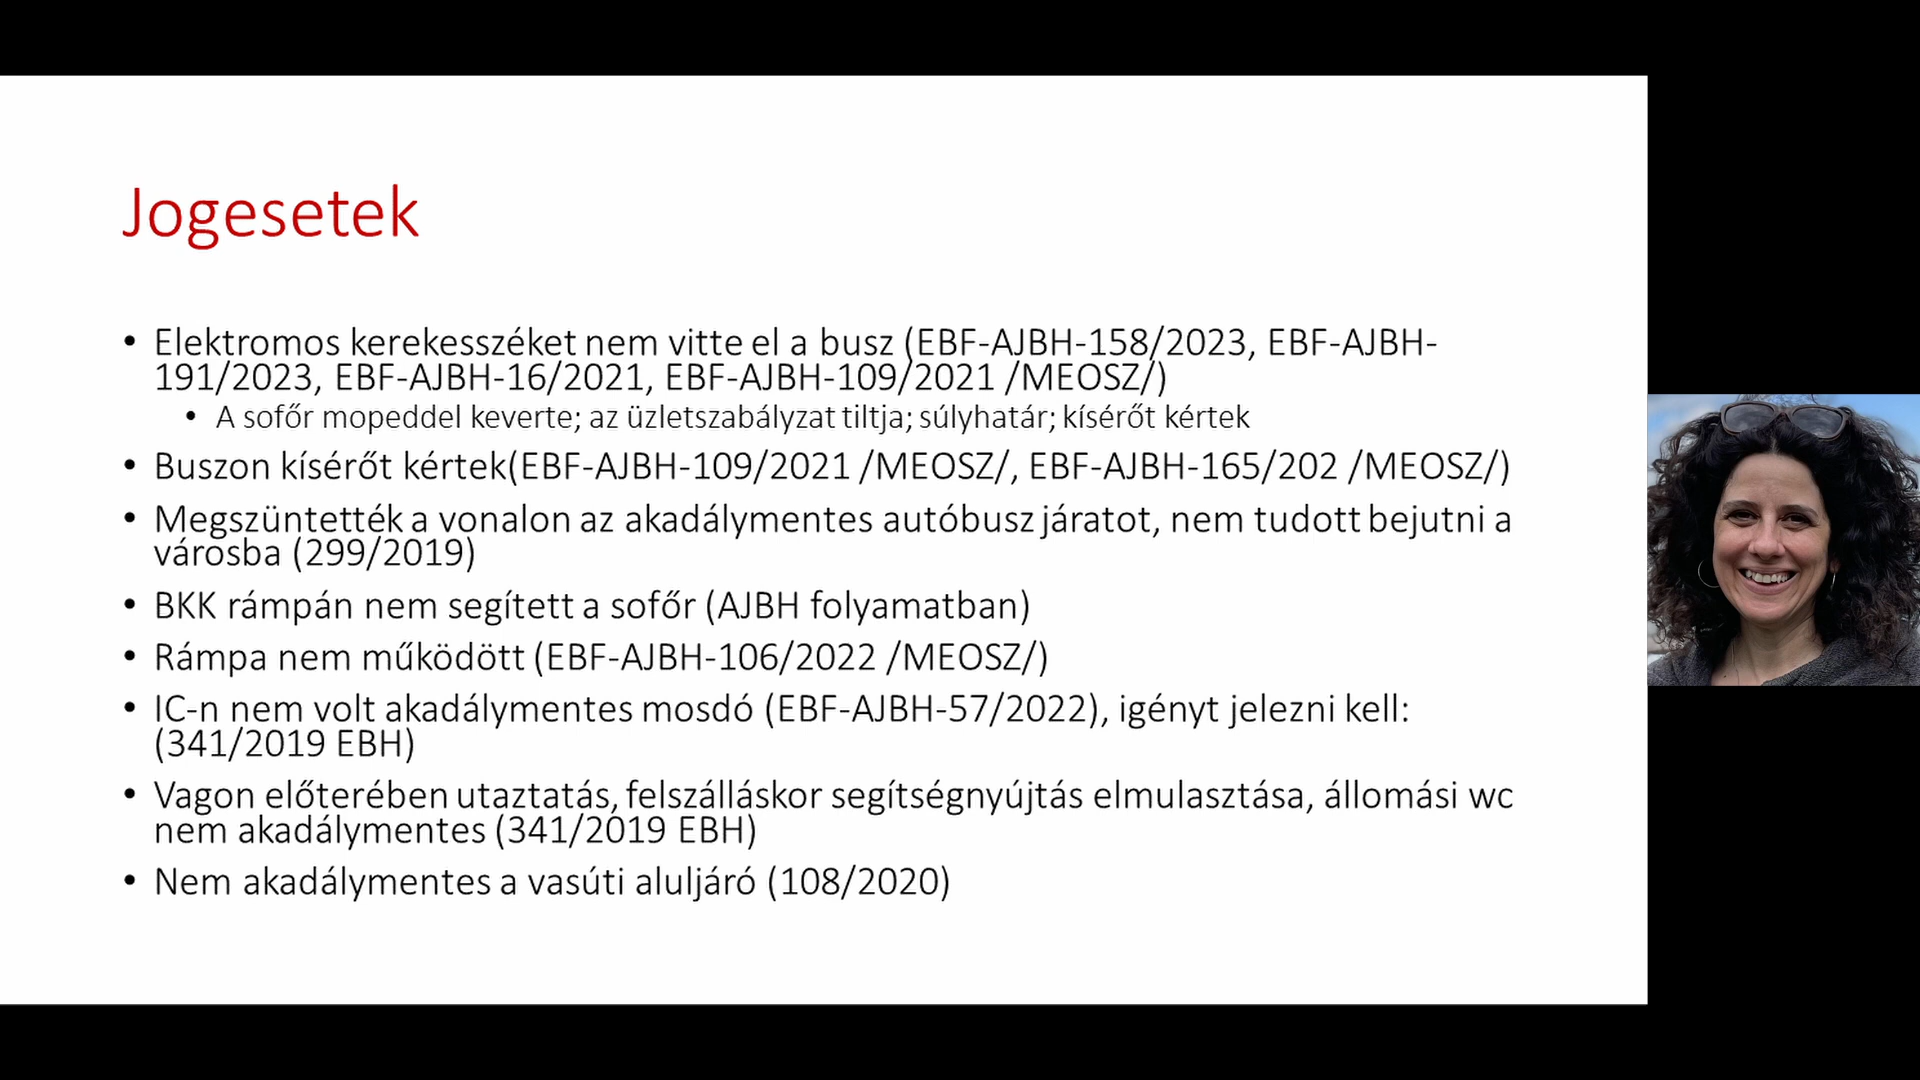 Jogesetek
• Elektromos kerekesszéket nem vitte el a busz (EBF-AJBH-158/2023, EBF-AJBH-
191/2023, EBF-AJBH-16/2021, EBF-AJBH-109/2021 /MEOSZ/)
• A sofőr mopeddel keverte; az üzletszabályzat tiltja; súlyhatár; kísérőt kértek
• Buszon kísérőt kértek(EBF-AJBH-109/2021 /MEOSZ/, EBF-AJBH-165/202 /MEOSZ/)
• Megszüntették a vonalon az akadálymentes autóbusz járatot, nem tudott bejutni a
városba (299/2019)
• BKK rámpán nem segített a sofőr (AJBH folyamatban)
• Rámpa nem működött (EBF-AJBH-106/2022 /MEOSZ/)
• IC-n nem volt akadálymentes mosdó (EBF-AJBH-57/2022), igényt jelezni kell:
(341/2019 EBH)
• Vagon előterében utaztatás, felszálláskor segítségnyújtás elmulasztása, állomási wc
nem akadálymentes (341/2019 EBH)
• Nem akadálymentes a vasúti aluljáró (108/2020)